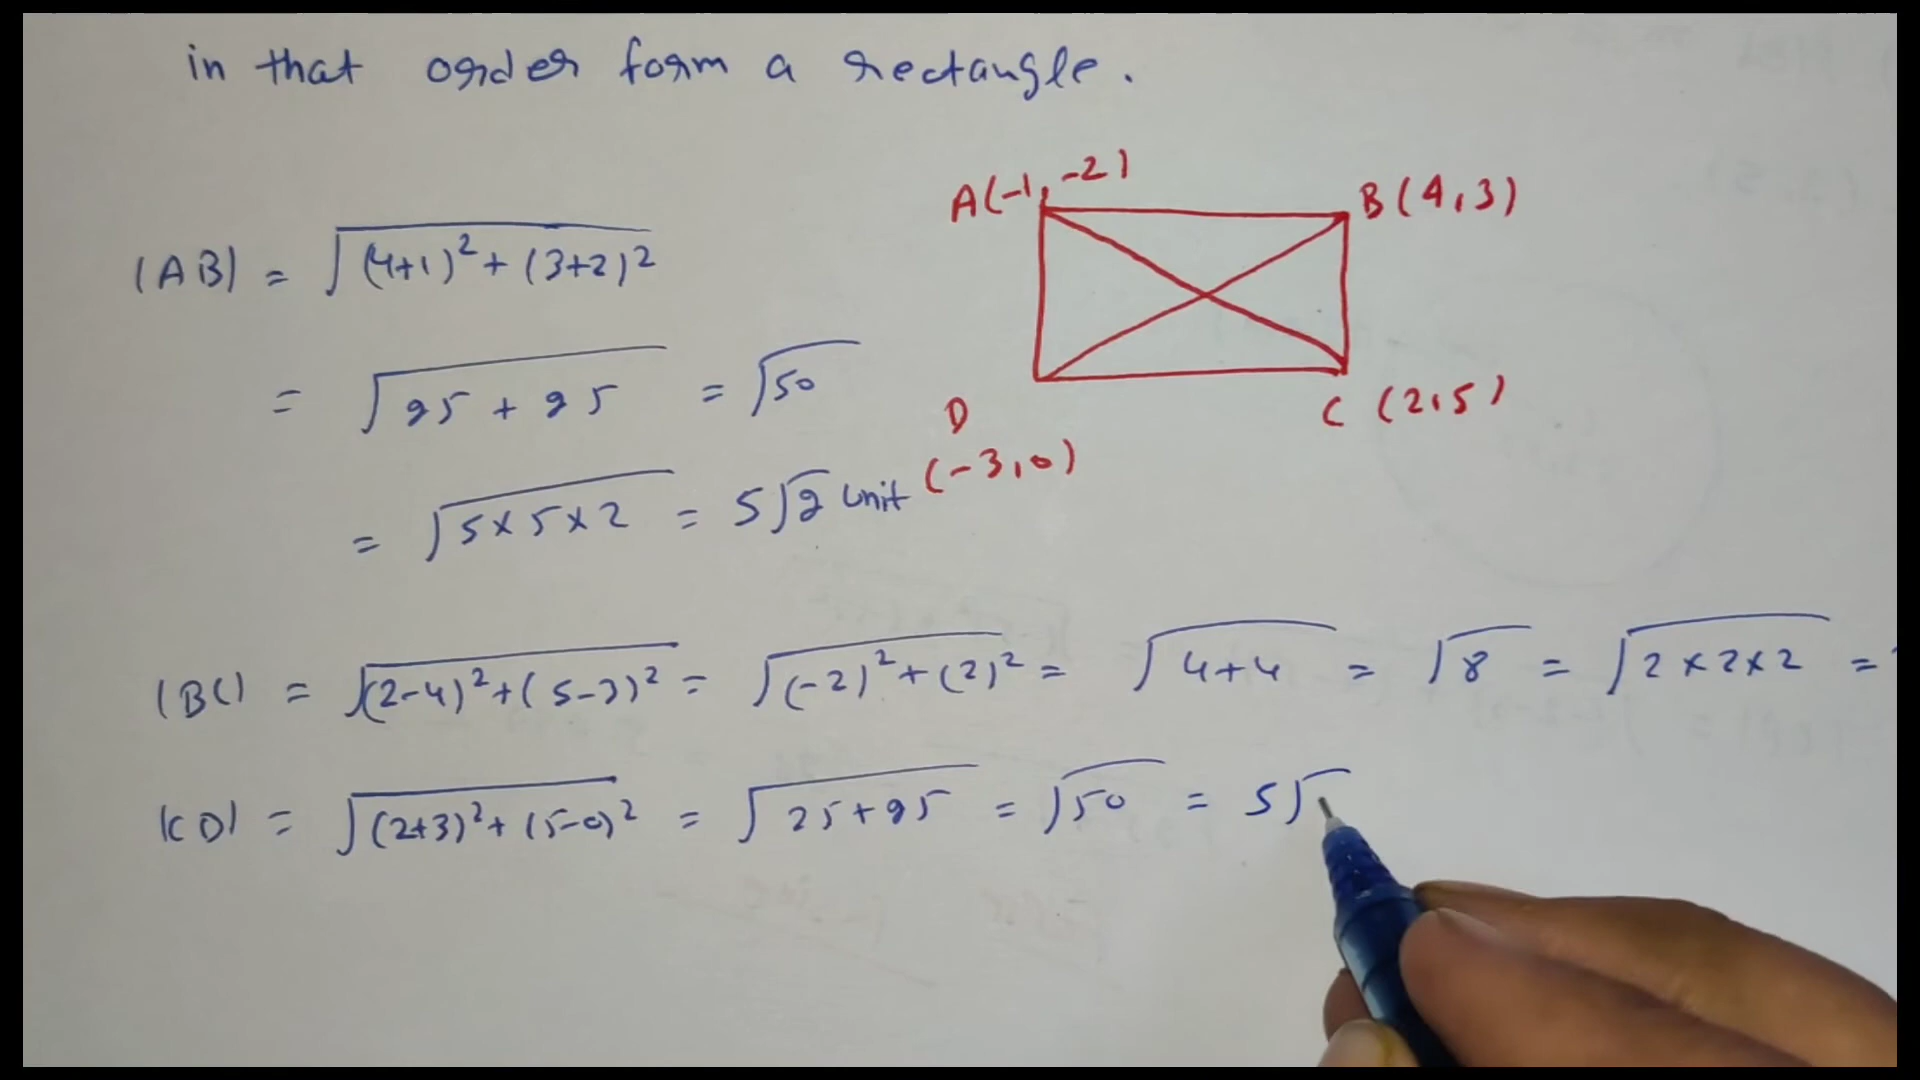 in that order form a rectangle.
A(-1, -2)
B(4,3)
|AB| = √(4+1)²+(3+2)²
= √25+25 = √50
D
C (2,5)
(-3,0)
= √5×5×2 = 5√2 unit
|BC| = √(2-4)²+(5-3)² = √(-2)²+(2)² = √4+4 = √8 = √2×2×2 =
|CD| = √(2+3)²+(5-0)² = √25+25 = √50 = 5√